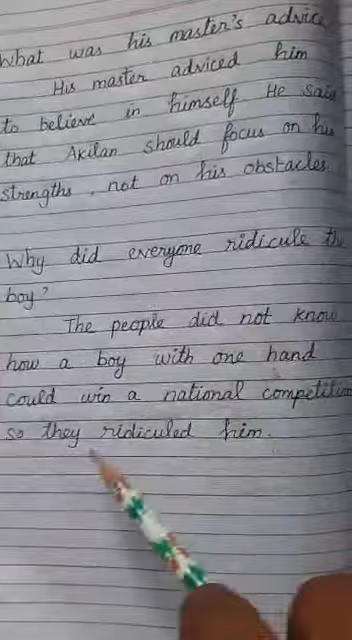 What was his master's advice
His master adviced him
to believe in himself He said
that Akilan should focus on his
strengths, not on his obstacles
Why did everyone ridicule the
boy?
The people did not know
how a boy with one hand
could win a national competition
so they ridiculed him.